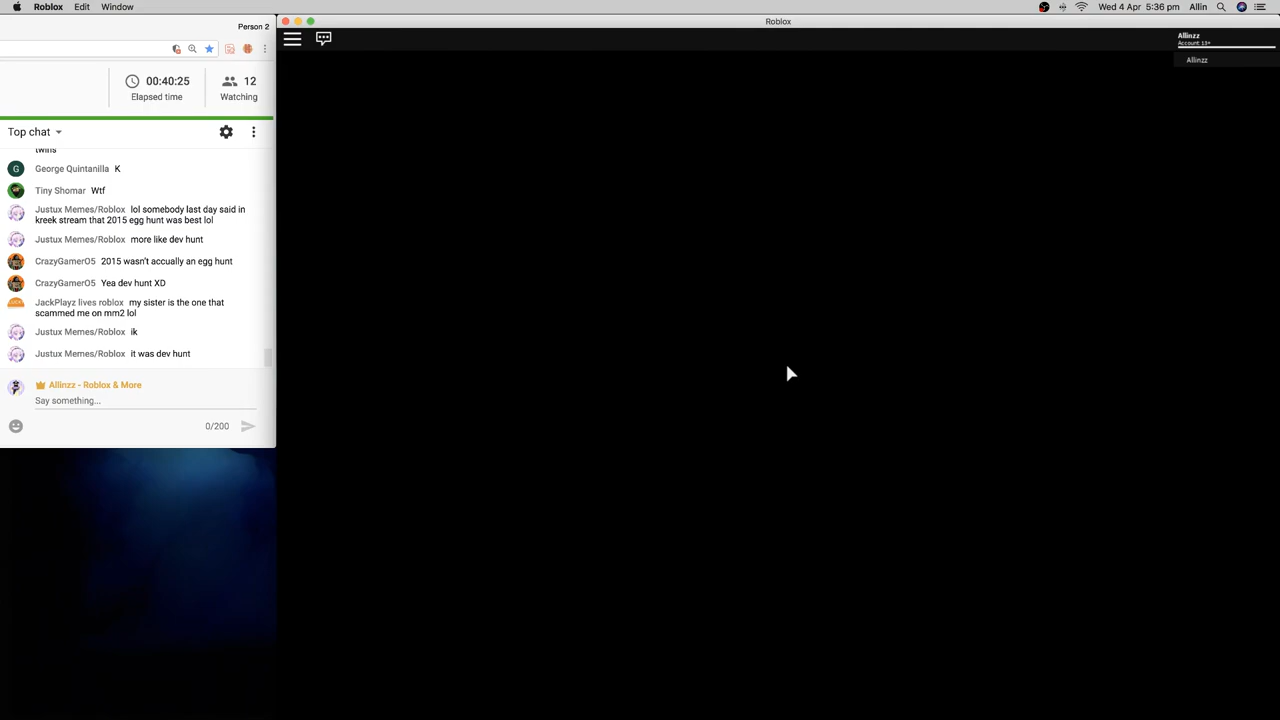 Roblox Edit Window
Wed 4 Apr 5:36 pm Allin
Person 2
Roblox
Allinzz
Account: 13+
Allinzz
00:40:25
Elapsed time
12
Watching
Top chat
twins
G George Quintanilla K
Tiny Shomar Wtf
Justux Memes/Roblox lol somebody last day said in
kreek stream that 2015 egg hunt was best lol
Justux Memes/Roblox more like dev hunt
CrazyGamerO5 2015 wasn't accually an egg hunt
CrazyGamerO5 Yea dev hunt XD
JackPlayz lives roblox my sister is the one that
scammed me on mm2 lol
Justux Memes/Roblox ik
Justux Memes/Roblox it was dev hunt
Allinzz - Roblox & More
Say something...
0/200